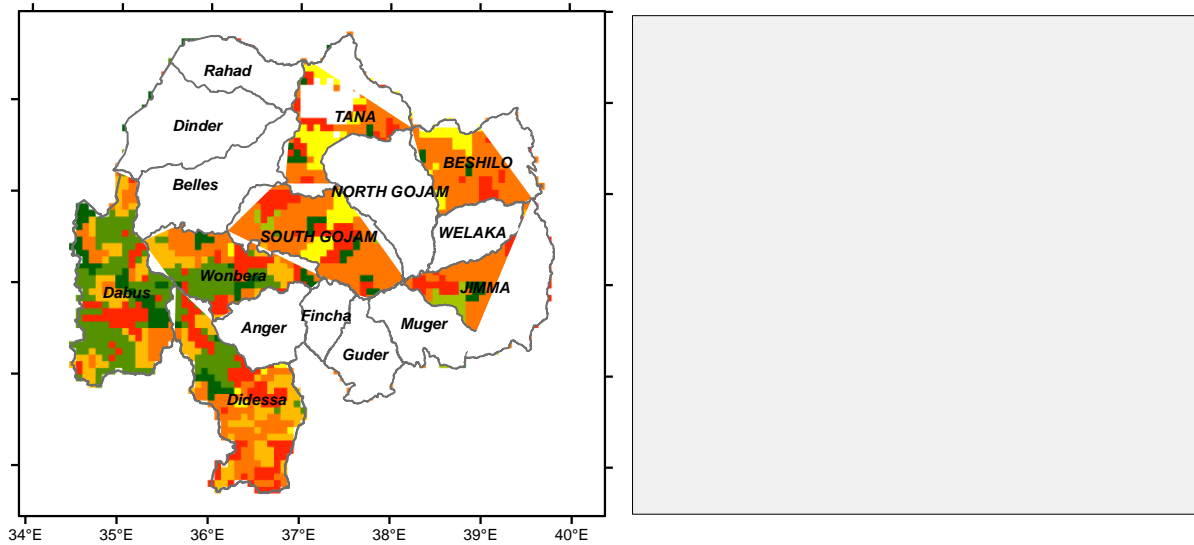 Rahad
TANA
Dinder
BESHILO
Belles
NORTH GOJAM
WELAKA
SOUTH GOJAM
Wonbera
JIMMA
Dabus
Fincha
Muger
Anger
Guder
Didessa
34°E 35°E 36°E 37°E 38°E 39°E 40°E